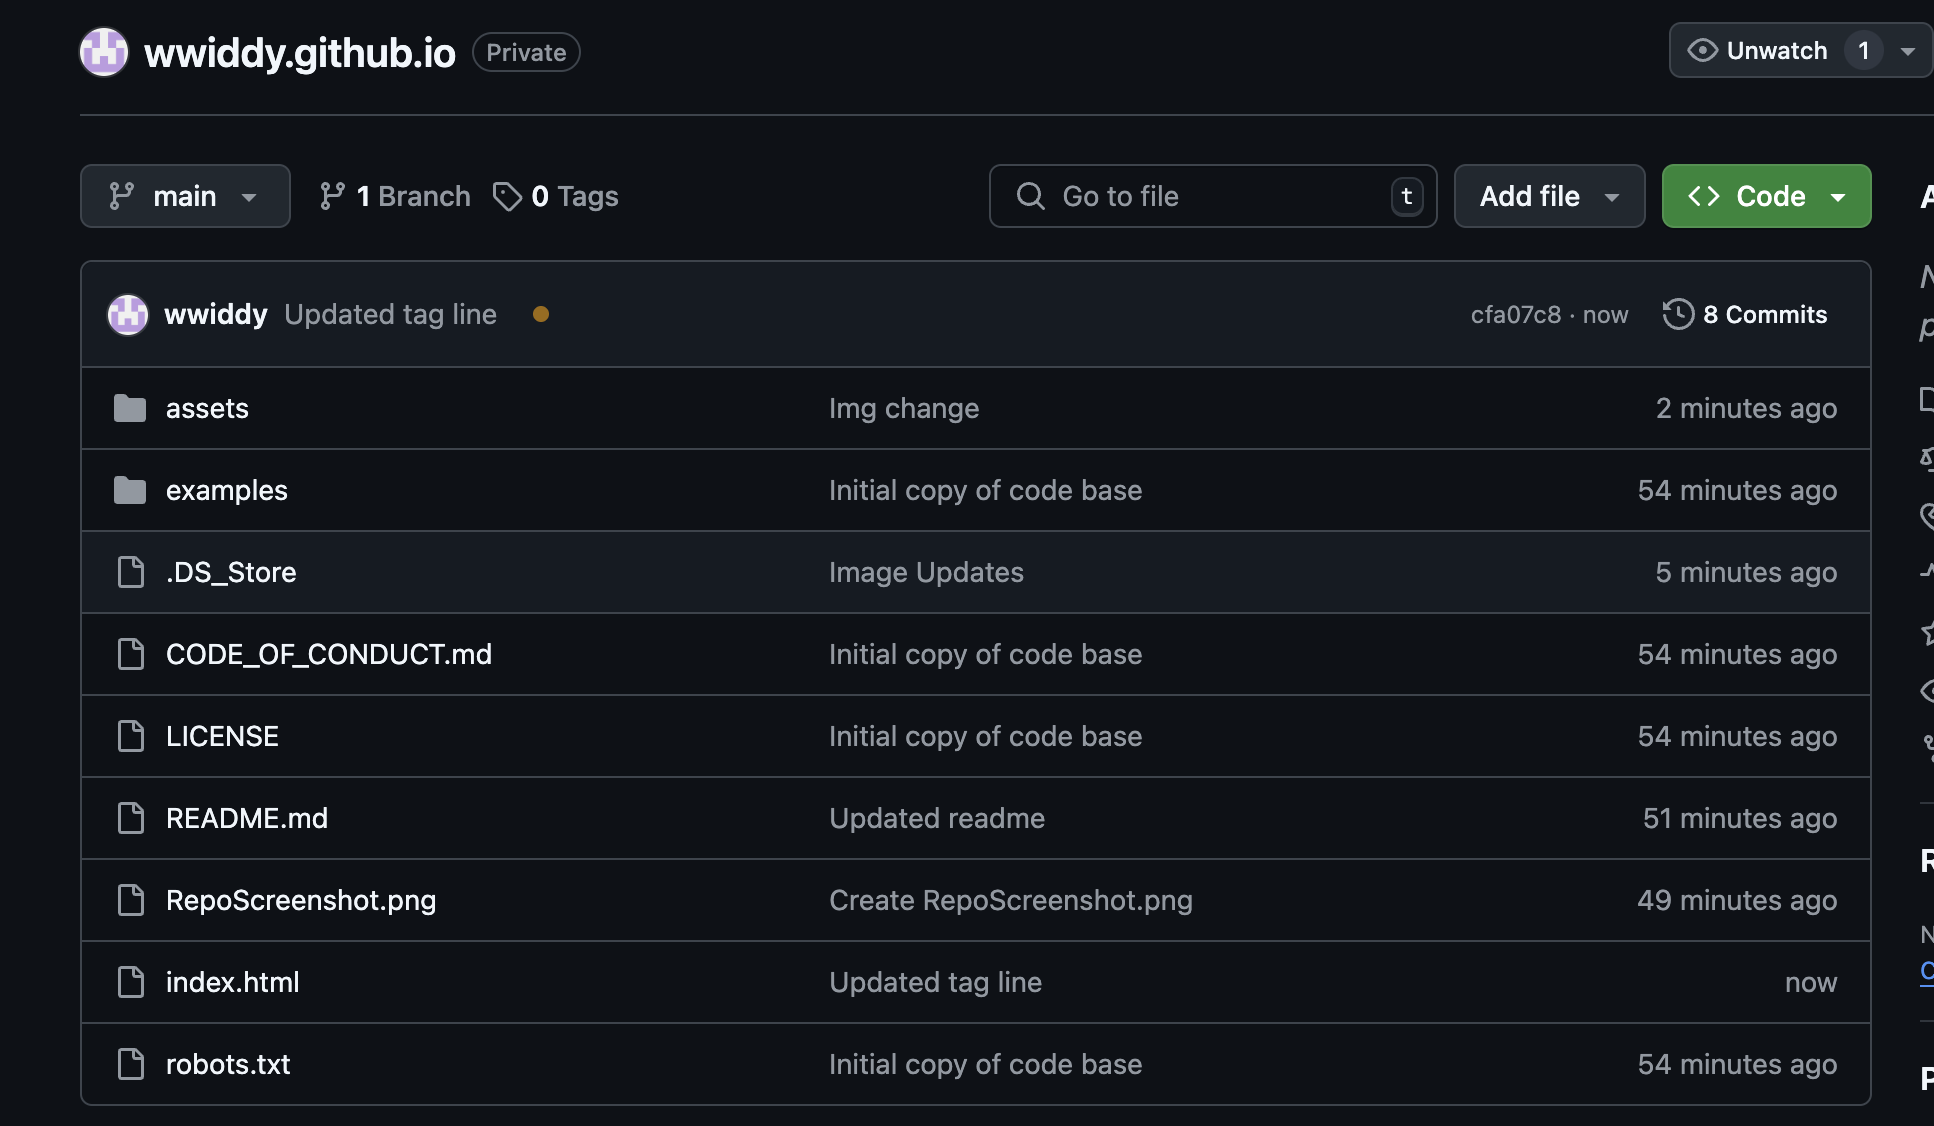 wwiddy.github.io Private Unwatch 1
main 1 Branch 0 Tags Go to file t Add file Code
wwiddy Updated tag line cfa07c8 · now 8 Commits
assets Img change 2 minutes ago
examples Initial copy of code base 54 minutes ago
.DS_Store Image Updates 5 minutes ago
CODE_OF_CONDUCT.md Initial copy of code base 54 minutes ago
LICENSE Initial copy of code base 54 minutes ago
README.md Updated readme 51 minutes ago
RepoScreenshot.png Create RepoScreenshot.png 49 minutes ago
index.html Updated tag line now
robots.txt Initial copy of code base 54 minutes ago